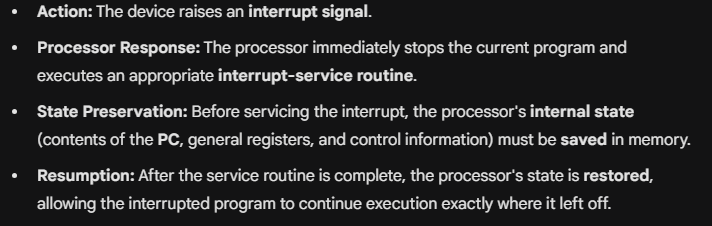 • Action: The device raises an interrupt signal.
• Processor Response: The processor immediately stops the current program and
executes an appropriate interrupt-service routine.
• State Preservation: Before servicing the interrupt, the processor's internal state
(contents of the PC, general registers, and control information) must be saved in memory.
• Resumption: After the service routine is complete, the processor's state is restored,
allowing the interrupted program to continue execution exactly where it left off.